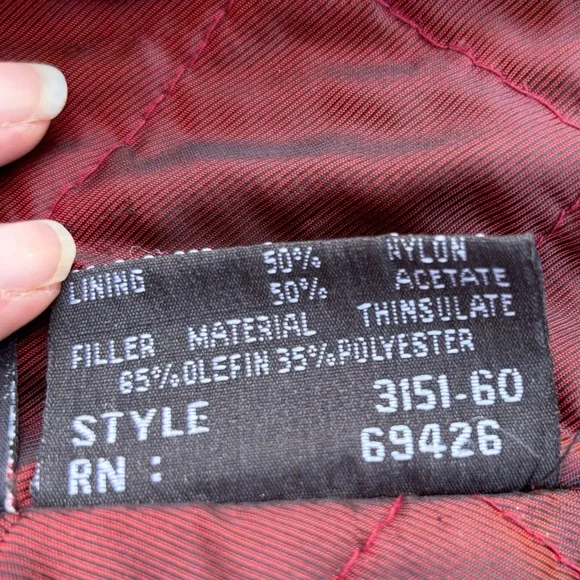 LINING 50% NYLON
50% ACETATE
FILLER MATERIAL THINSULATE
65%OLEFIN 35%POLYESTER
STYLE 3151-60
RN : 69426